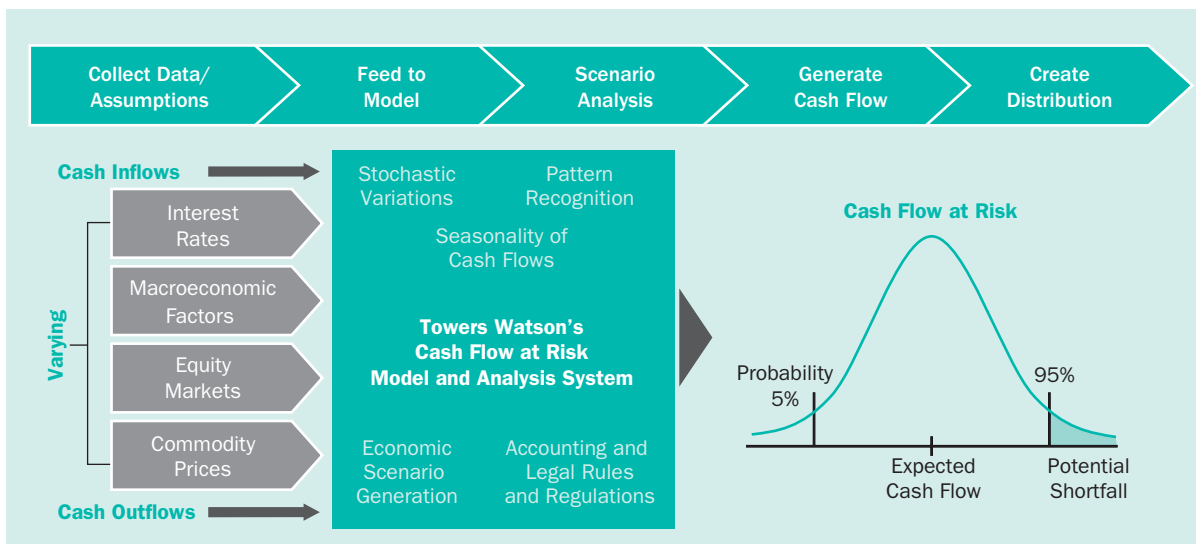 Collect Data/
Assumptions
Feed to
Model
Scenario
Analysis
Generate
Cash Flow
Create
Distribution
Cash Inflows
Varying
Interest
Rates
Macroeconomic
Factors
Equity
Markets
Commodity
Prices
Cash Outflows
Stochastic
Variations
Pattern
Recognition
Seasonality of
Cash Flows
Towers Watson's
Cash Flow at Risk
Model and Analysis System
Economic
Scenario
Generation
Accounting and
Legal Rules
and Regulations
Cash Flow at Risk
Probability
5%
95%
Expected
Cash Flow
Potential
Shortfall